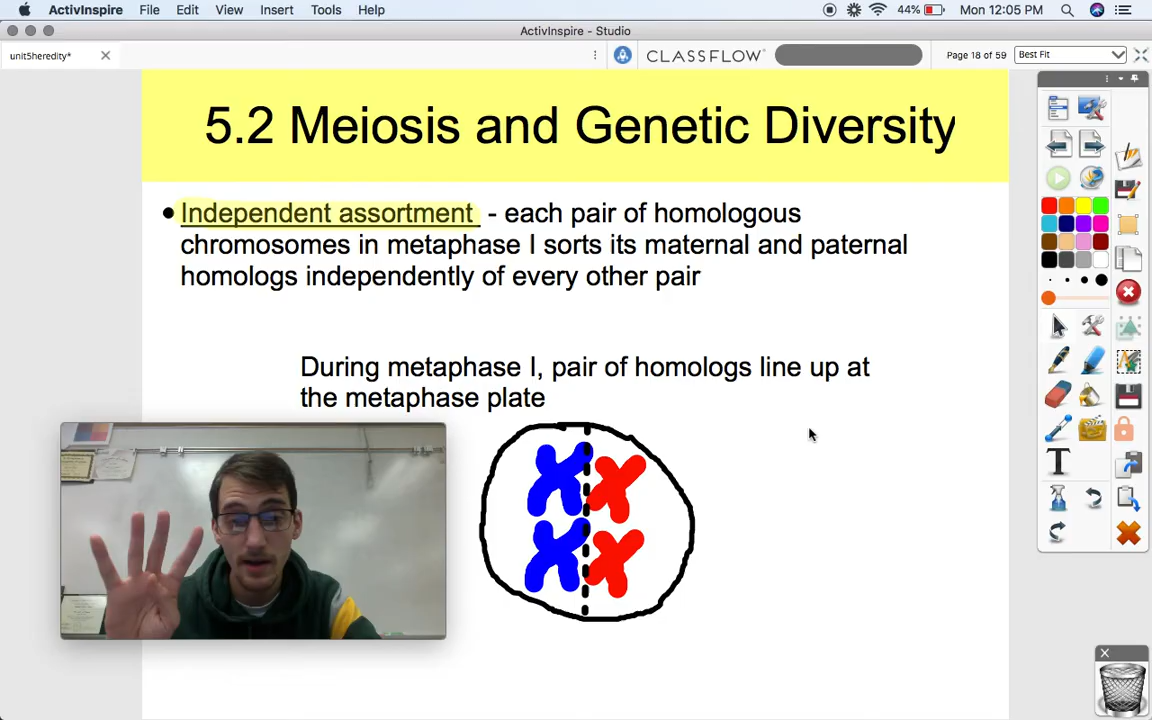 ActivInspire File Edit View Insert Tools Help 44% Mon 12:05 PM
ActivInspire - Studio
unit5heredity* CLASSFLOW Page 18 of 59 Best Fit
5.2 Meiosis and Genetic Diversity
• Independent assortment - each pair of homologous
chromosomes in metaphase I sorts its maternal and paternal
homologs independently of every other pair
During metaphase I, pair of homologs line up at
the metaphase plate
T